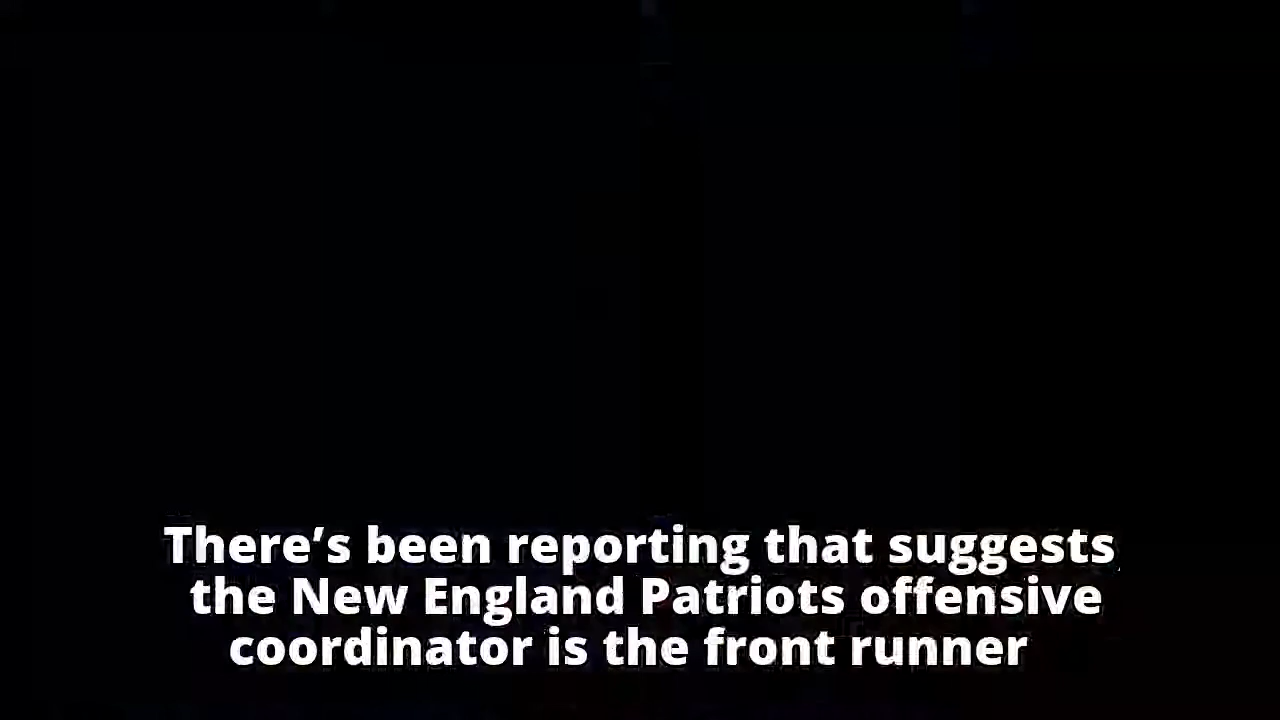 There’s been reporting that suggests
the New England Patriots offensive
coordinator is the front runner